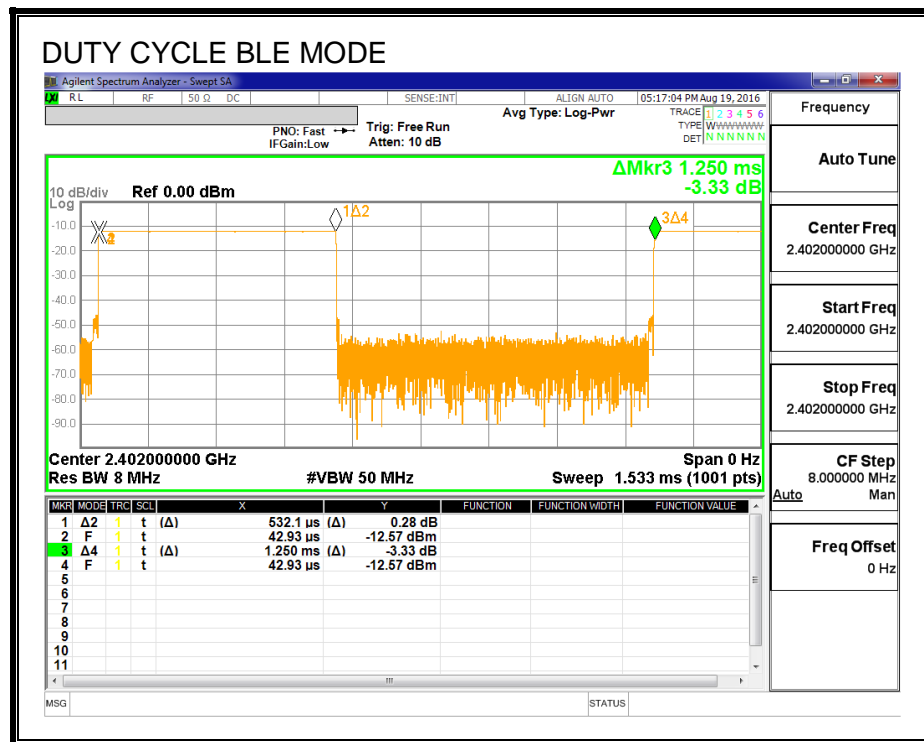 DUTY CYCLE BLE MODE
Agilent Spectrum Analyzer - Swept SA
LXI RL RF 50 Ω DC SENSE:INT ALIGN AUTO 05:17:04 PM Aug 19, 2016
Avg Type: Log-Pwr
TRACE 1 2 3 4 5 6
TYPE WWWWWW
DET N N N N N N
PNO: Fast Trig: Free Run
IFGain:Low Atten: 10 dB
ΔMkr3 1.250 ms
-3.33 dB
10 dB/div Ref 0.00 dBm
Log
-10.0
-20.0
-30.0
-40.0
-50.0
-60.0
-70.0
-80.0
-90.0
1Δ2
3Δ4
Center 2.402000000 GHz Span 0 Hz
Res BW 8 MHz #VBW 50 MHz Sweep 1.533 ms (1001 pts)
MKR MODE TRC SCL X Y FUNCTION FUNCTION WIDTH FUNCTION VALUE
1 Δ2 1 t (Δ) 532.1 µs (Δ) 0.28 dB
2 F 1 t 42.93 µs -12.57 dBm
3 Δ4 1 t (Δ) 1.250 ms (Δ) -3.33 dB
4 F 1 t 42.93 µs -12.57 dBm
5
6
7
8
9
10
11
MSG STATUS
Frequency
Auto Tune
Center Freq
2.402000000 GHz
Start Freq
2.402000000 GHz
Stop Freq
2.402000000 GHz
CF Step
8.000000 MHz
Auto Man
Freq Offset
0 Hz